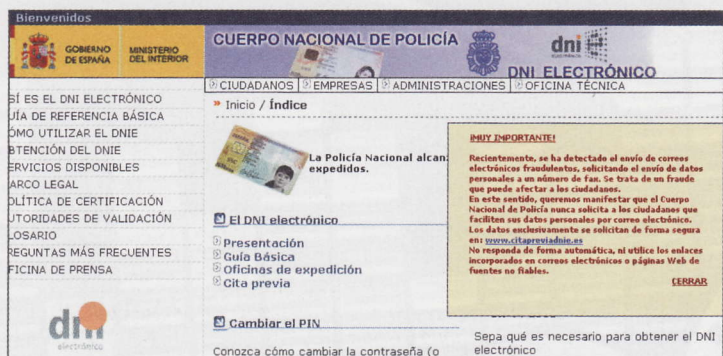 Bienvenidos
GOBIERNO DE ESPAÑA
MINISTERIO DEL INTERIOR
CUERPO NACIONAL DE POLICÍA
dni
DNI ELECTRÓNICO
CIUDADANOS EMPRESAS ADMINISTRACIONES OFICINA TÉCNICA
SÍ ES EL DNI ELECTRÓNICO
UÍA DE REFERENCIA BÁSICA
ÓMO UTILIZAR EL DNIE
BTENCIÓN DEL DNIE
ERVICIOS DISPONIBLES
ARCO LEGAL
OLÍTICA DE CERTIFICACIÓN
UTORIDADES DE VALIDACIÓN
LOSARIO
REGUNTAS MÁS FRECUENTES
FICINA DE PRENSA
dni
electrónico
» Inicio / Índice
La Policía Nacional alcan
expedidos.
El DNI electrónico
Presentación
Guía Básica
Oficinas de expedición
Cita previa
Cambiar el PIN
Conozca cómo cambiar la contraseña (o
¡MUY IMPORTANTE!
Recientemente, se ha detectado el envío de correos
electrónicos fraudulentos, solicitando el envío de datos
personales a un número de fax. Se trata de un fraude
que puede afectar a los ciudadanos.
En este sentido, queremos manifestar que el Cuerpo
Nacional de Policía nunca solicita a los ciudadanos que
faciliten sus datos personales por correo electrónico.
Los datos exclusivamente se solicitan de forma segura
en: www.citapreviadnie.es
No responda de forma automática, ni utilice los enlaces
incorporados en correos electrónicos o páginas Web de
fuentes no fiables.
CERRAR
Sepa qué es necesario para obtener el DNI
electrónico